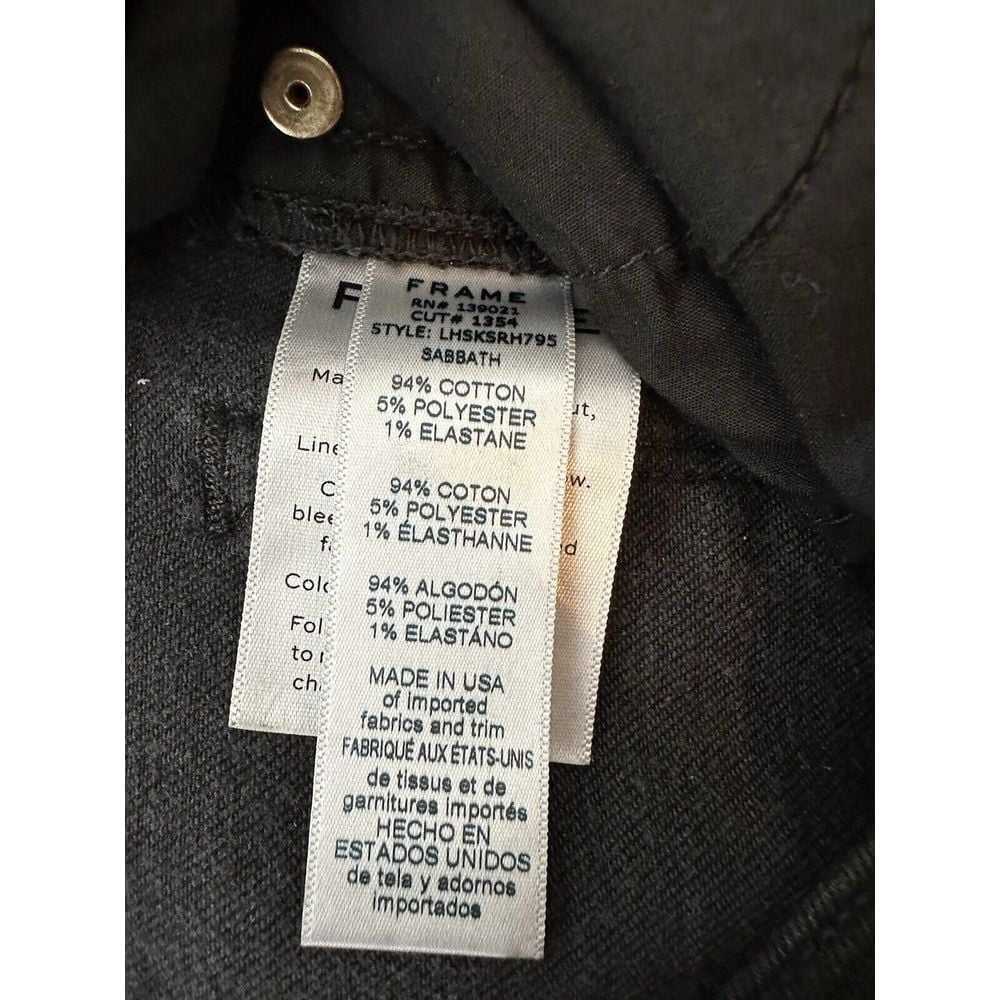 FRAME
RN# 139021
CUT# 1354
STYLE: LHSKSRH795
SABBATH
94% COTTON
5% POLYESTER
1% ELASTANE
94% COTON
5% POLYESTER
1% ÉLASTHANNE
94% ALGODÓN
5% POLIESTER
1% ELASTÁNO
MADE IN USA
of imported
fabrics and trim
FABRIQUÉ AUX ÉTATS-UNIS
de tissus et de
garnitures importés
HECHO EN
ESTADOS UNIDOS
de tela y adornos
importados